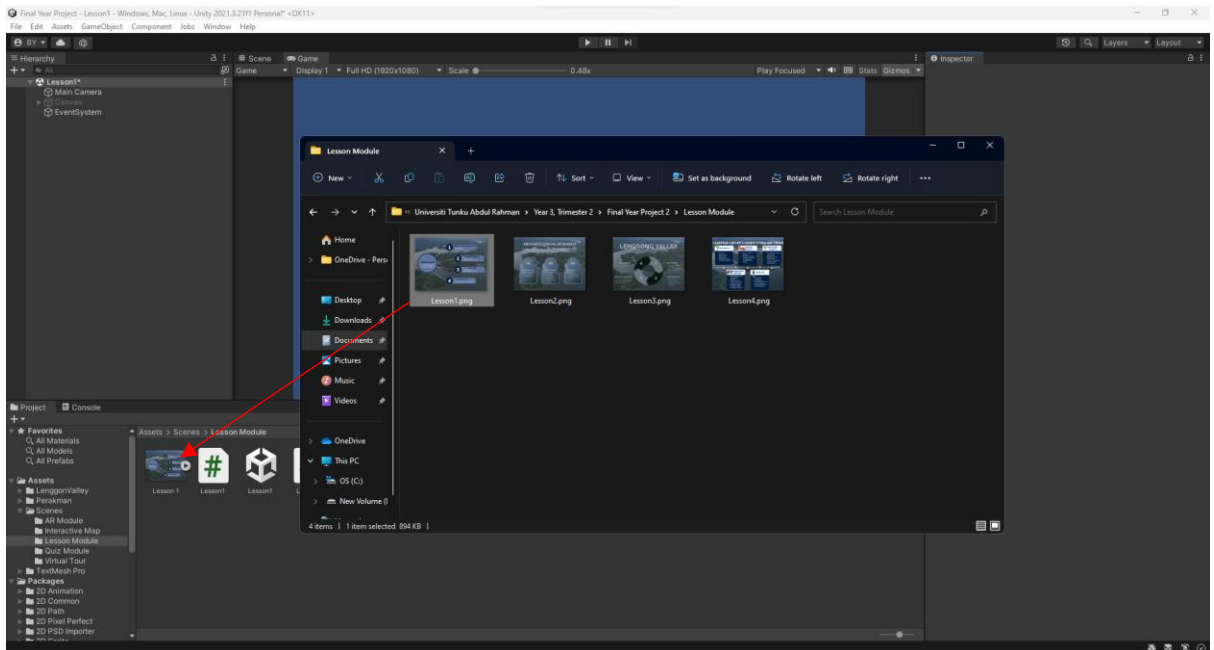 Final Year Project - Lesson1 - Windows, Mac, Linux - Unity 2021.3.21f1 Personal* <DX11>
File Edit Assets GameObject Component Jobs Window Help
BY Layers Layout
Hierarchy Scene Game Inspector
All Game Display 1 Full HD (1920x1080) Scale 0.48x Play Focused Stats Gizmos
Lesson1*
Main Camera
Canvas
EventSystem
Lesson Module
New Sort View Set as background Rotate left Rotate right
Universiti Tunku Abdul Rahman > Year 3, Trimester 2 > Final Year Project 2 > Lesson Module Search Lesson Module
Home
OneDrive - Pers
LENGGONG VALLEY
Lesson1.png Lesson2.png Lesson3.png Lesson4.png
Desktop
Downloads
Documents
Pictures
Music
Videos
OneDrive
This PC
OS (C:)
New Volume (
4 items | 1 item selected 894 KB |
Project Console
Favorites
All Materials
All Models
All Prefabs
Assets > Scenes > Lesson Module
Lesson 1 Lesson1 Lesson1
Assets
LenggonValley
Perakman
Scenes
AR Module
Interactive Map
Lesson Module
Quiz Module
Virtual Tour
TextMesh Pro
Packages
2D Animation
2D Common
2D Path
2D Pixel Perfect
2D PSD Importer